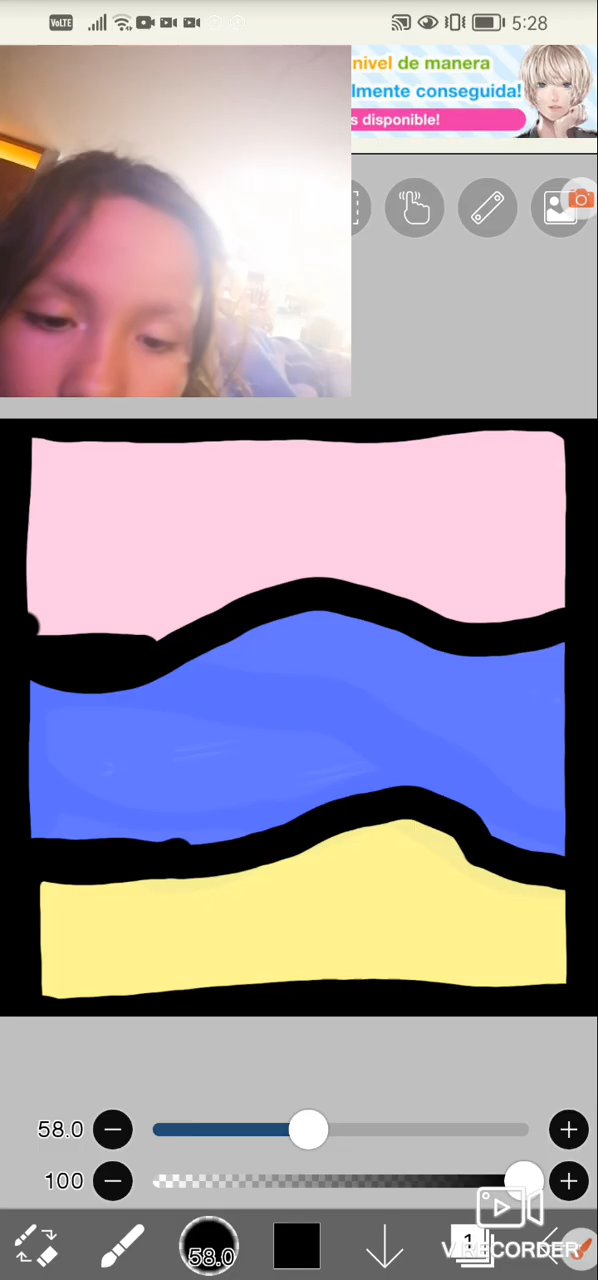 VoLTE
5:28
nivel de manera
lmente conseguida!
s disponible!
58.0
100
58.0
1
V RECORDER